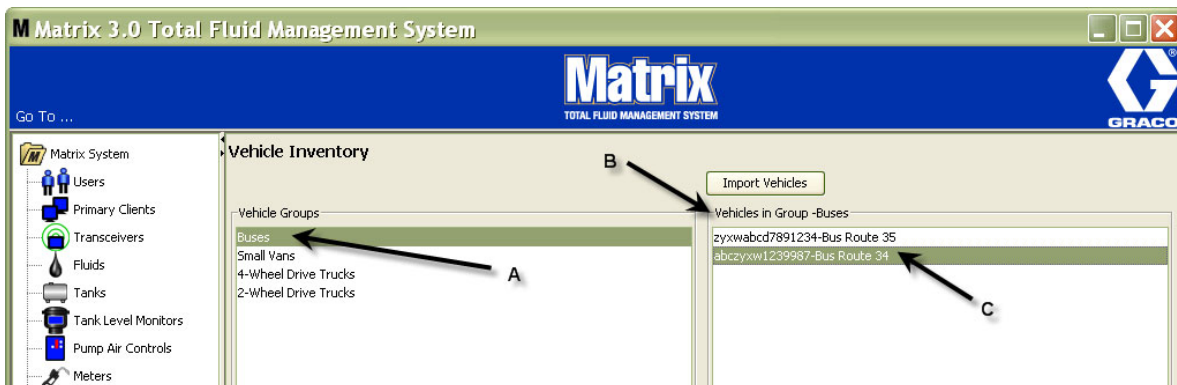 M Matrix 3.0 Total Fluid Management System
Matrix
TOTAL FLUID MANAGEMENT SYSTEM
GRACO
®
Go To ...
Matrix System
Users
Primary Clients
Transceivers
Fluids
Tanks
Tank Level Monitors
Pump Air Controls
Meters
Vehicle Inventory
B
Import Vehicles
Vehicle Groups
Buses
Small Vans
4-Wheel Drive Trucks
2-Wheel Drive Trucks
A
Vehicles in Group -Buses
zyxwabcd7891234-Bus Route 35
abczyxw1239987-Bus Route 34
C